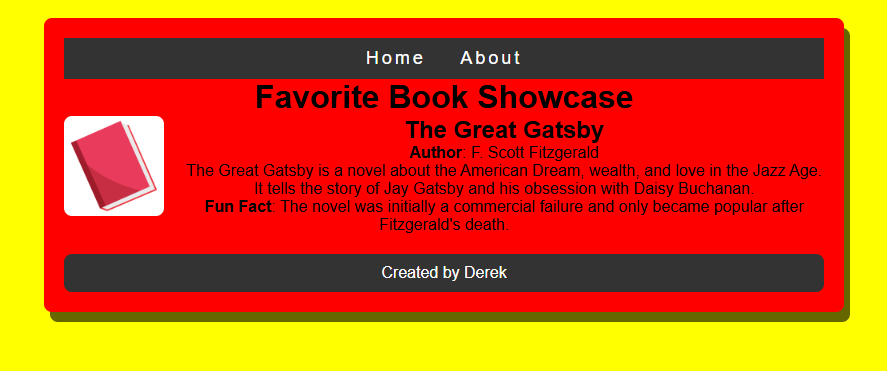 Home About
Favorite Book Showcase
The Great Gatsby
Author: F. Scott Fitzgerald
The Great Gatsby is a novel about the American Dream, wealth, and love in the Jazz Age.
It tells the story of Jay Gatsby and his obsession with Daisy Buchanan.
Fun Fact: The novel was initially a commercial failure and only became popular after
Fitzgerald's death.
Created by Derek